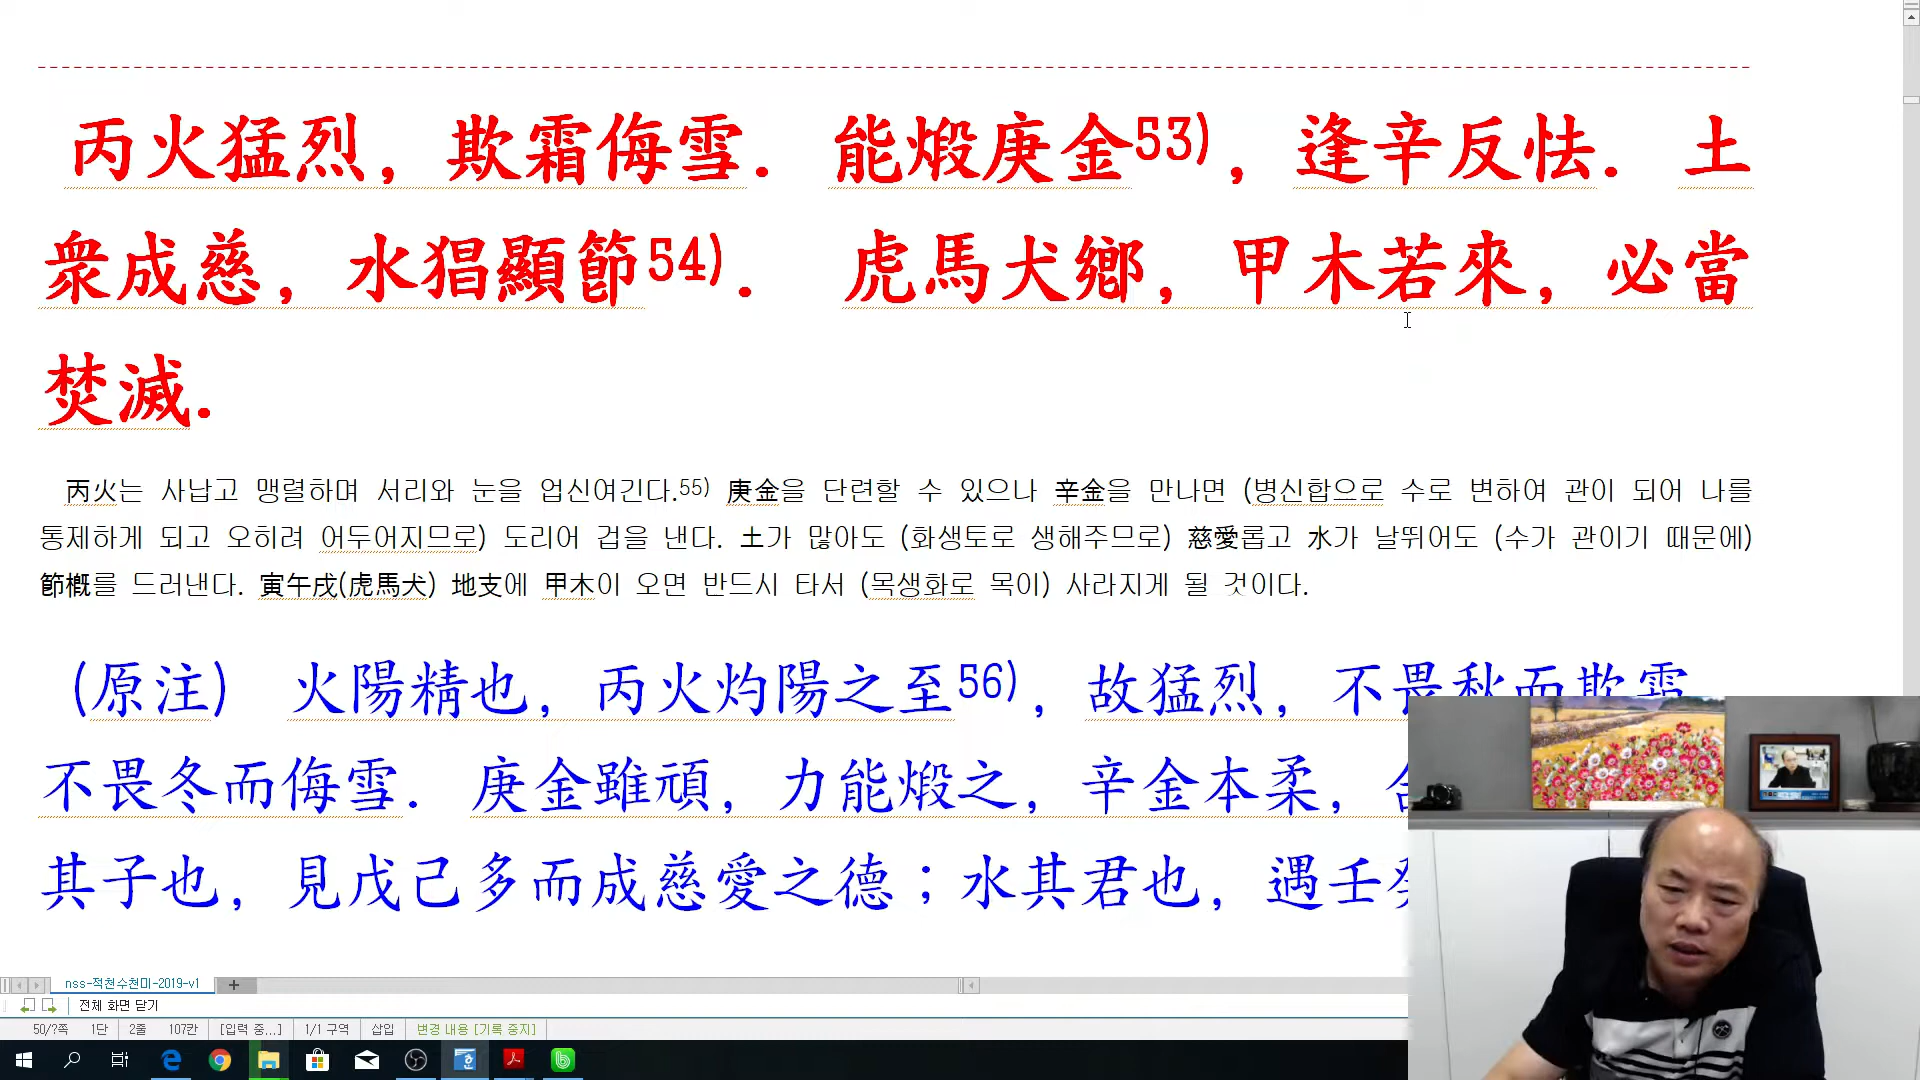 丙火猛烈, 欺霜侮雪. 能煅庚金53), 逢辛反怯. 土
衆成慈, 水猖顯節54). 虎馬犬鄕, 甲木若來, 必當
焚滅.
丙火는 사납고 맹렬하며 서리와 눈을 업신여긴다.55) 庚金을 단련할 수 있으나 辛金을 만나면 (병신합으로 수로 변하여 관이 되어 나를
통제하게 되고 오히려 어두어지므로) 도리어 겁을 낸다. 土가 많아도 (화생토로 생해주므로) 慈愛롭고 水가 날뛰어도 (수가 관이기 때문에)
節槪를 드러낸다. 寅午戌(虎馬犬) 地支에 甲木이 오면 반드시 타서 (목생화로 목이) 사라지게 될 것이다.
(原注) 火陽精也, 丙火灼陽之至56), 故猛烈, 不畏秋而欺霜
不畏冬而侮雪. 庚金雖頑, 力能煅之, 辛金本柔,
其子也, 見戊己多而成慈愛之德; 水其君也, 遇壬
nss-적천수천미-2019-v1
전체 화면 닫기
50/?쪽 1단 2줄 107칸 [입력 중...] 1/1 구역 삽입 변경 내용 [기록 중지]